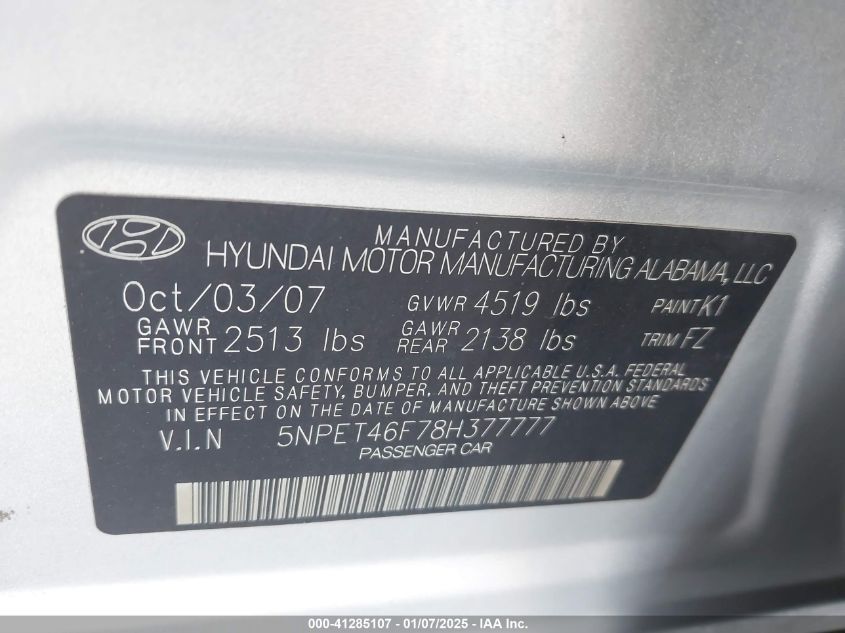 MANUFACTURED BY
HYUNDAI MOTOR MANUFACTURING ALABAMA, LLC
Oct/03/07 GVWR 4519 lbs PAINT K1
GAWR FRONT 2513 lbs GAWR REAR 2138 lbs TRIM FZ
THIS VEHICLE CONFORMS TO ALL APPLICABLE U.S.A. FEDERAL
MOTOR VEHICLE SAFETY, BUMPER, AND THEFT PREVENTION STANDARDS
IN EFFECT ON THE DATE OF MANUFACTURE SHOWN ABOVE
V.I.N 5NPET46F78H377777
PASSENGER CAR
000-41285107 - 01/07/2025 - IAA Inc.